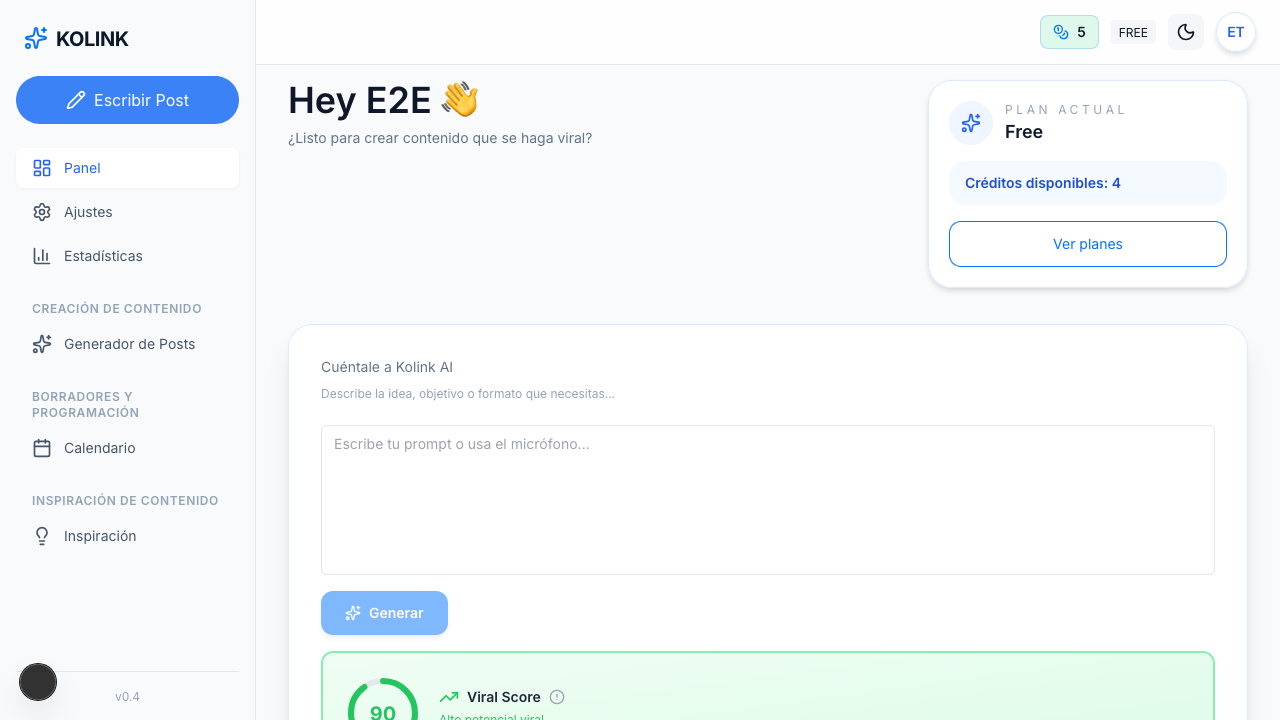 KOLINK
Escribir Post
Panel
Ajustes
Estadísticas
CREACIÓN DE CONTENIDO
Generador de Posts
BORRADORES Y
PROGRAMACIÓN
Calendario
INSPIRACIÓN DE CONTENIDO
Inspiración
v0.4
5
FREE
ET
Hey E2E 👋
¿Listo para crear contenido que se haga viral?
PLAN ACTUAL
Free
Créditos disponibles: 4
Ver planes
Cuéntale a Kolink AI
Describe la idea, objetivo o formato que necesitas...
Escribe tu prompt o usa el micrófono...
Generar
90
Viral Score
Alto potencial viral